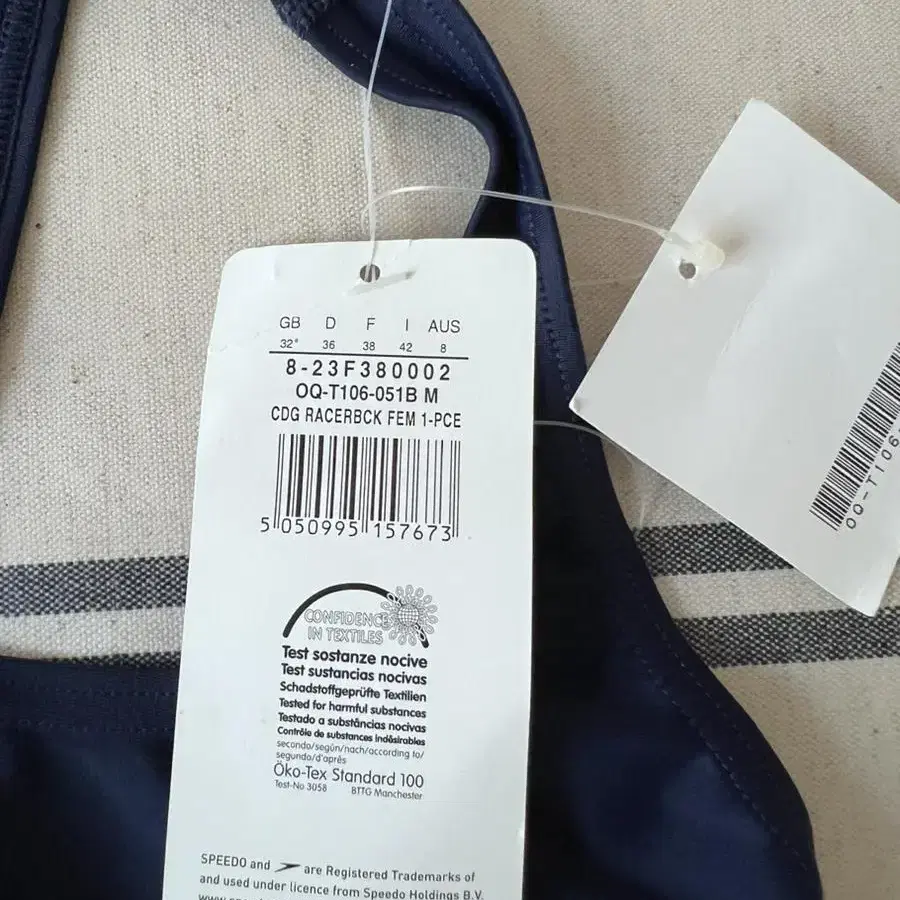 GB D F I AUS
32" 36 38 42 8
8-23F380002
OQ-T106-051B M
CDG RACERBCK FEM 1-PCE
5 050995 157673
CONFIDENCE
IN TEXTILES
Test sostanze nocive
Test sustancias nocivas
Schadstoffgeprüfte Textilien
Tested for harmful substances
Testado a substâncias nocivas
Contrôle de substances indésirables
secondo/según/nach/according to/
segundo/d'après
Öko-Tex Standard 100
Test-No 3058 BTTG Manchester
SPEEDO and are Registered Trademarks of
and used under licence from Speedo Holdings B.V.
OQ-T106